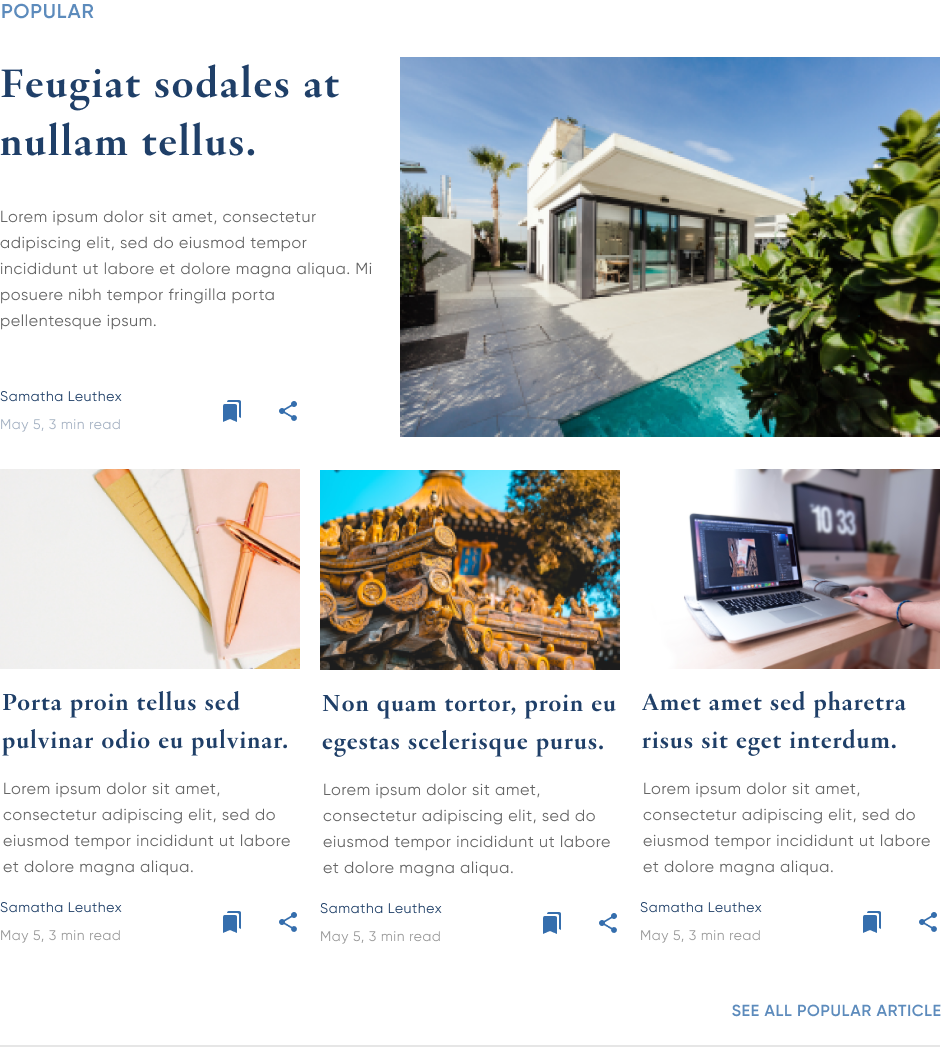 POPULAR
Feugiat sodales at
nullam tellus.
Lorem ipsum dolor sit amet, consectetur
adipiscing elit, sed do eiusmod tempor
incididunt ut labore et dolore magna aliqua. Mi
posuere nibh tempor fringilla porta
pellentesque ipsum.
Samatha Leuthex
May 5, 3 min read
10 33
Porta proin tellus sed
pulvinar odio eu pulvinar.
Lorem ipsum dolor sit amet,
consectetur adipiscing elit, sed do
eiusmod tempor incididunt ut labore
et dolore magna aliqua.
Samatha Leuthex
May 5, 3 min read
Non quam tortor, proin eu
egestas scelerisque purus.
Lorem ipsum dolor sit amet,
consectetur adipiscing elit, sed do
eiusmod tempor incididunt ut labore
et dolore magna aliqua.
Samatha Leuthex
May 5, 3 min read
Amet amet sed pharetra
risus sit eget interdum.
Lorem ipsum dolor sit amet,
consectetur adipiscing elit, sed do
eiusmod tempor incididunt ut labore
et dolore magna aliqua.
Samatha Leuthex
May 5, 3 min read
SEE ALL POPULAR ARTICLE